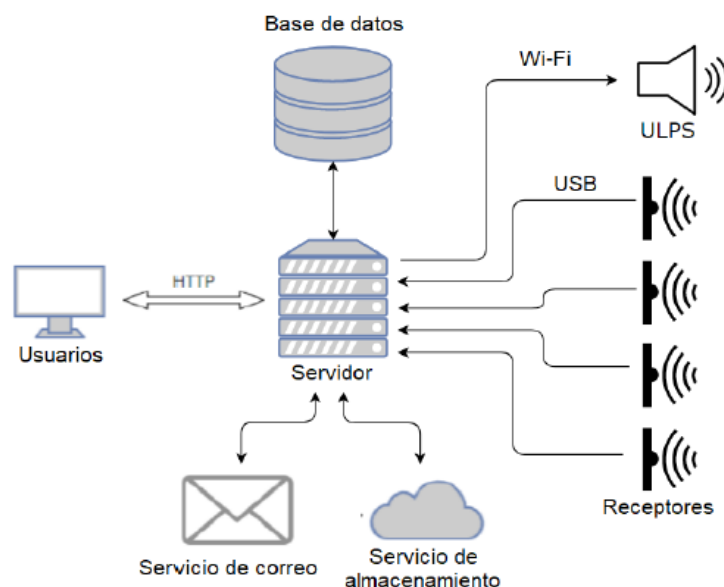 Base de datos
Wi-Fi
ULPS
USB
HTTP
Usuarios
Servidor
Receptores
Servicio de correo
Servicio de
almacenamiento